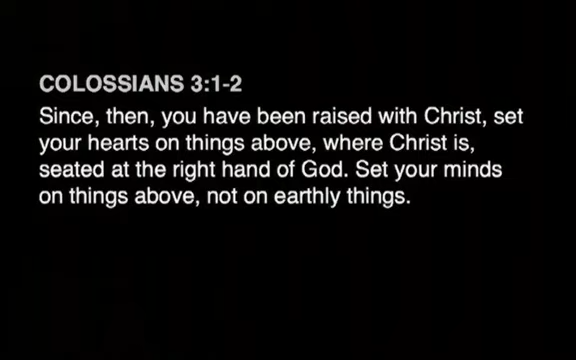 COLOSSIANS 3:1-2
Since, then, you have been raised with Christ, set
your hearts on things above, where Christ is,
seated at the right hand of God. Set your minds
on things above, not on earthly things.